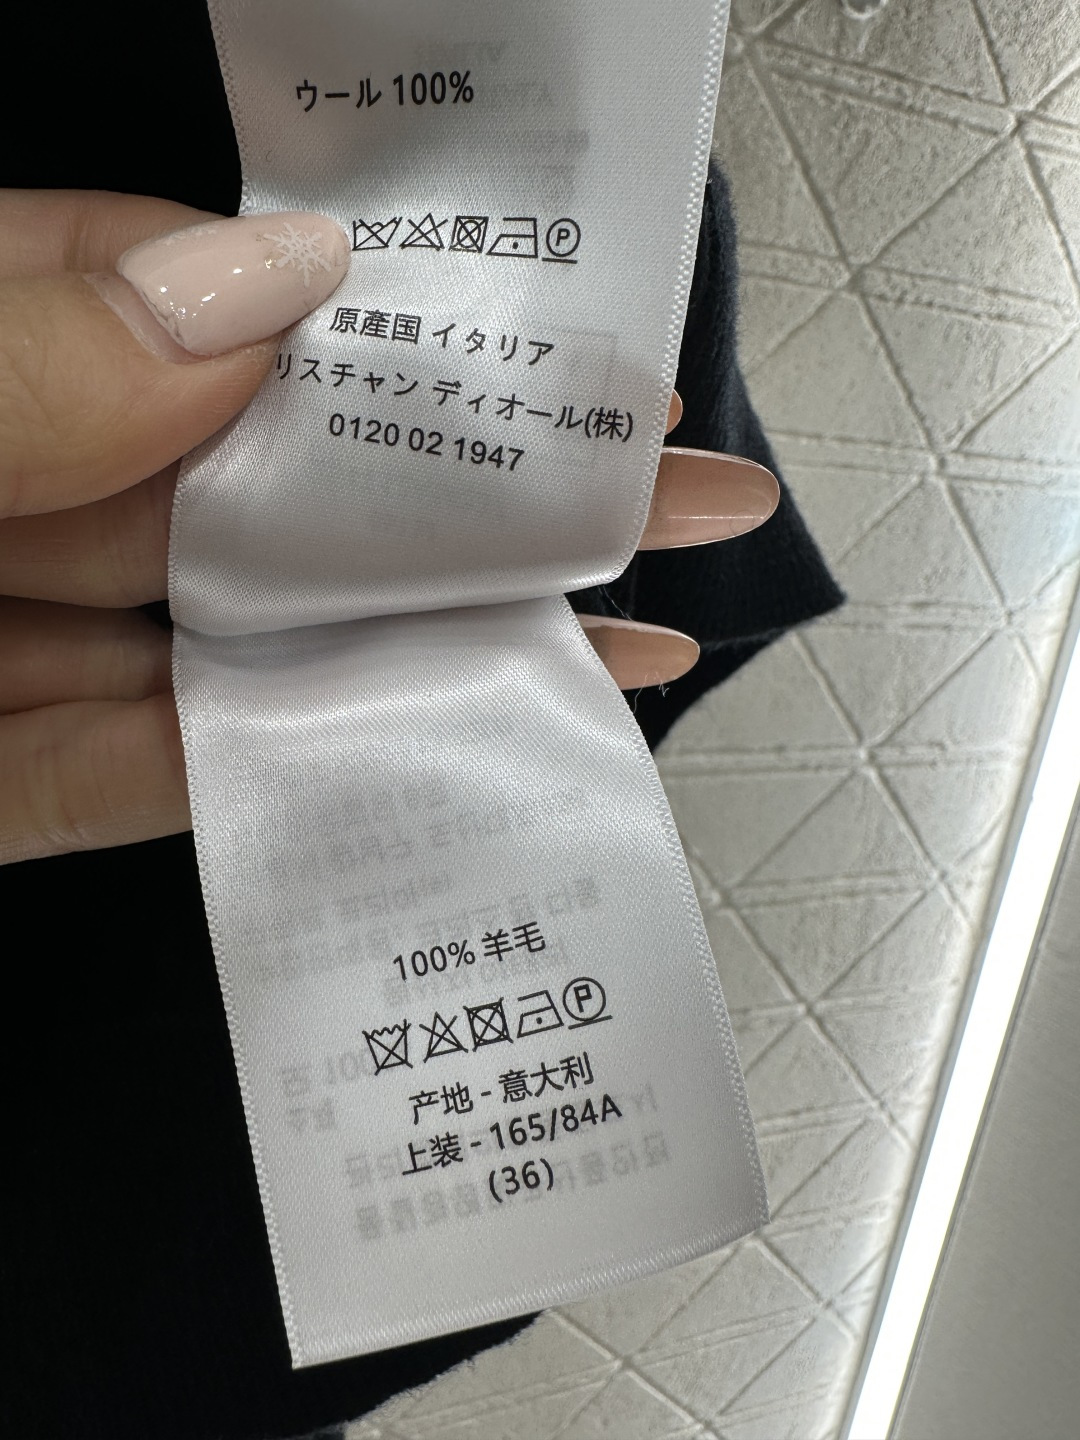 ウール 100%
原産国 イタリア
リスチャン ディオール(株)
0120 02 1947
100% 羊毛
产地 - 意大利
上装 - 165/84A
(36)